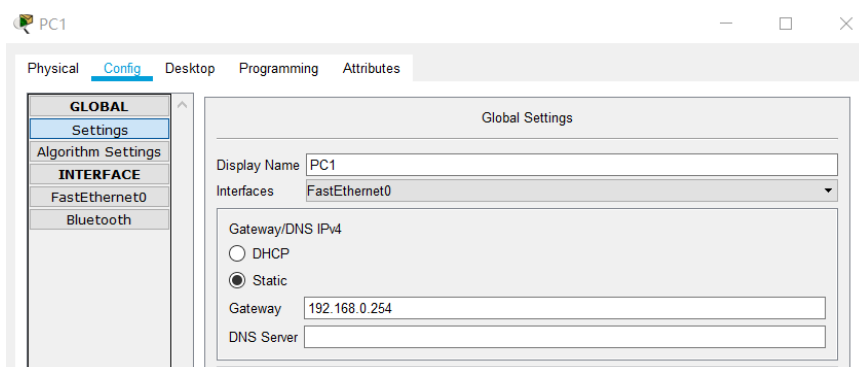 PC1
Physical Config Desktop Programming Attributes
GLOBAL
Settings
Algorithm Settings
INTERFACE
FastEthernet0
Bluetooth
Global Settings
Display Name PC1
Interfaces FastEthernet0
Gateway/DNS IPv4
DHCP
Static
Gateway 192.168.0.254
DNS Server